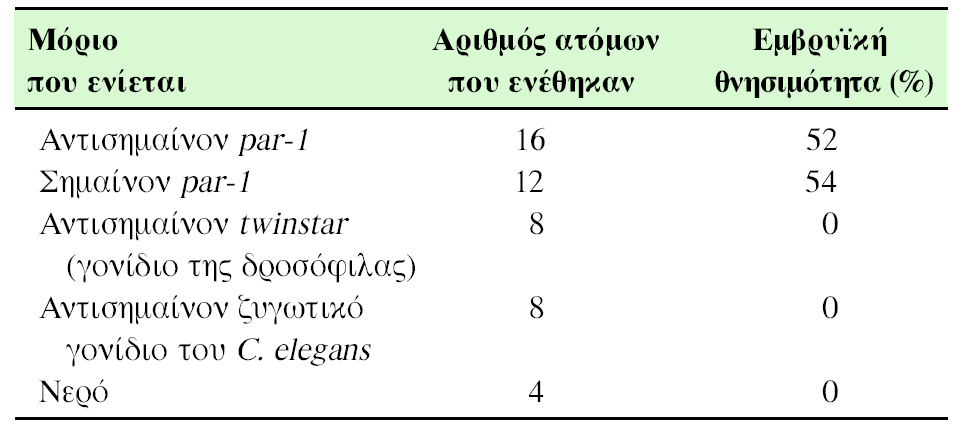 Μόριο Αριθμός ατόμων Εμβρυϊκή
που ενίεται που ενέθηκαν θνησιμότητα (%)
Αντισημαίνον par-1 16 52
Σημαίνον par-1 12 54
Αντισημαίνον twinstar 8 0
(γονίδιο της δροσόφιλας)
Αντισημαίνον ζυγωτικό 8 0
γονίδιο του C. elegans
Νερό 4 0